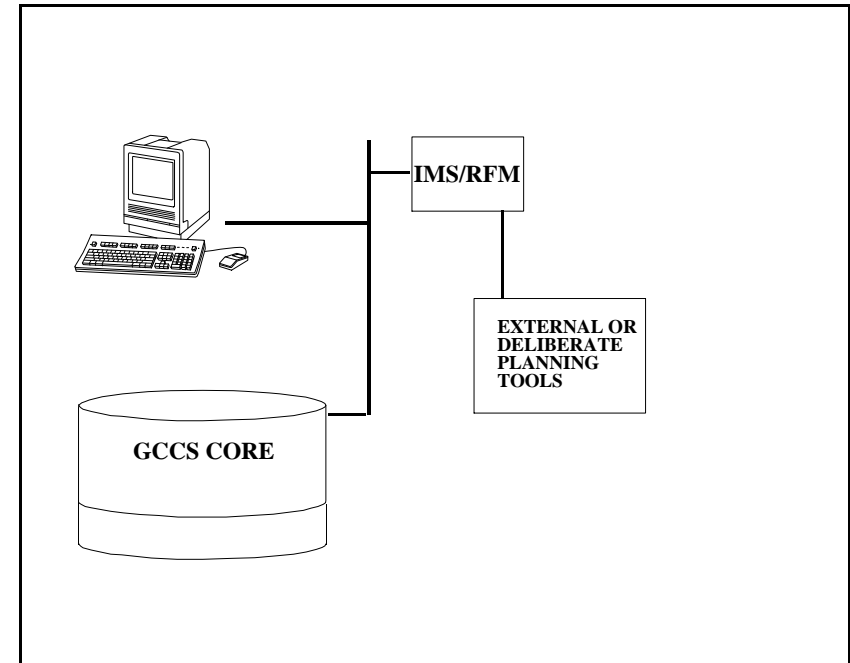 IMS/RFM
EXTERNAL OR
DELIBERATE
PLANNING
TOOLS
GCCS CORE